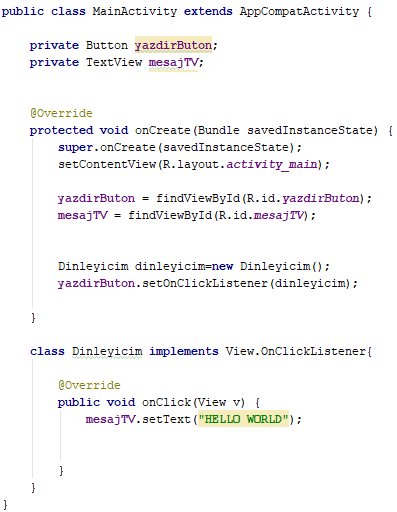 public class MainActivity extends AppCompatActivity {
private Button yazdirButon;
private TextView mesajTV;
@Override
protected void onCreate(Bundle savedInstanceState) {
super.onCreate(savedInstanceState);
setContentView(R.layout.activity_main);
yazdirButon = findViewById(R.id.yazdirButon);
mesajTV = findViewById(R.id.mesajTV);
Dinleyicim dinleyicim=new Dinleyicim();
yazdirButon.setOnClickListener(dinleyicim);
}
class Dinleyicim implements View.OnClickListener{
@Override
public void onClick(View v) {
mesajTV.setText("HELLO WORLD");
}
}
}